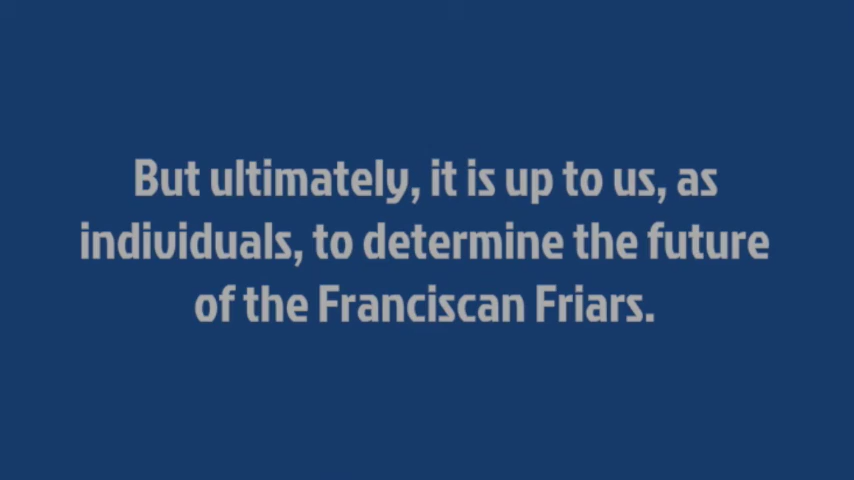 But ultimately, it is up to us, as
individuals, to determine the future
of the Franciscan Friars.